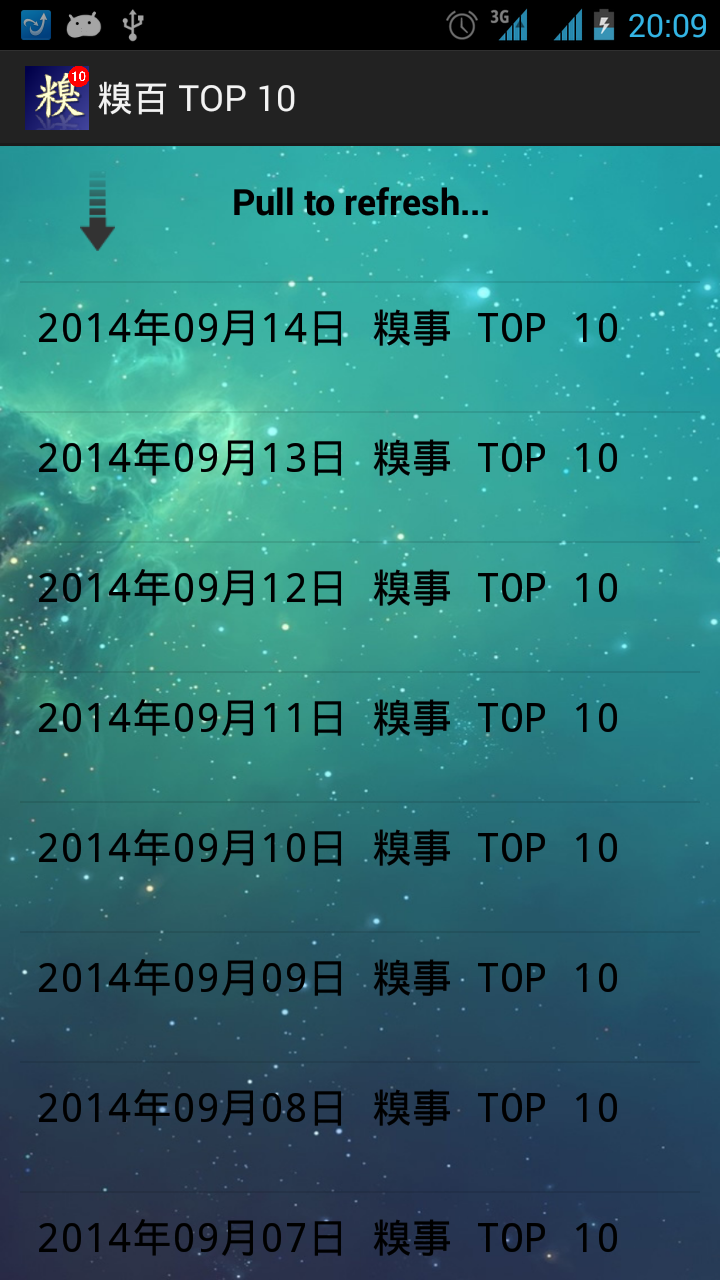 3G 20:09
糗 10 糗百 TOP 10
Pull to refresh...
2014年09月14日 糗事 TOP 10
2014年09月13日 糗事 TOP 10
2014年09月12日 糗事 TOP 10
2014年09月11日 糗事 TOP 10
2014年09月10日 糗事 TOP 10
2014年09月09日 糗事 TOP 10
2014年09月08日 糗事 TOP 10
2014年09月07日 糗事 TOP 10